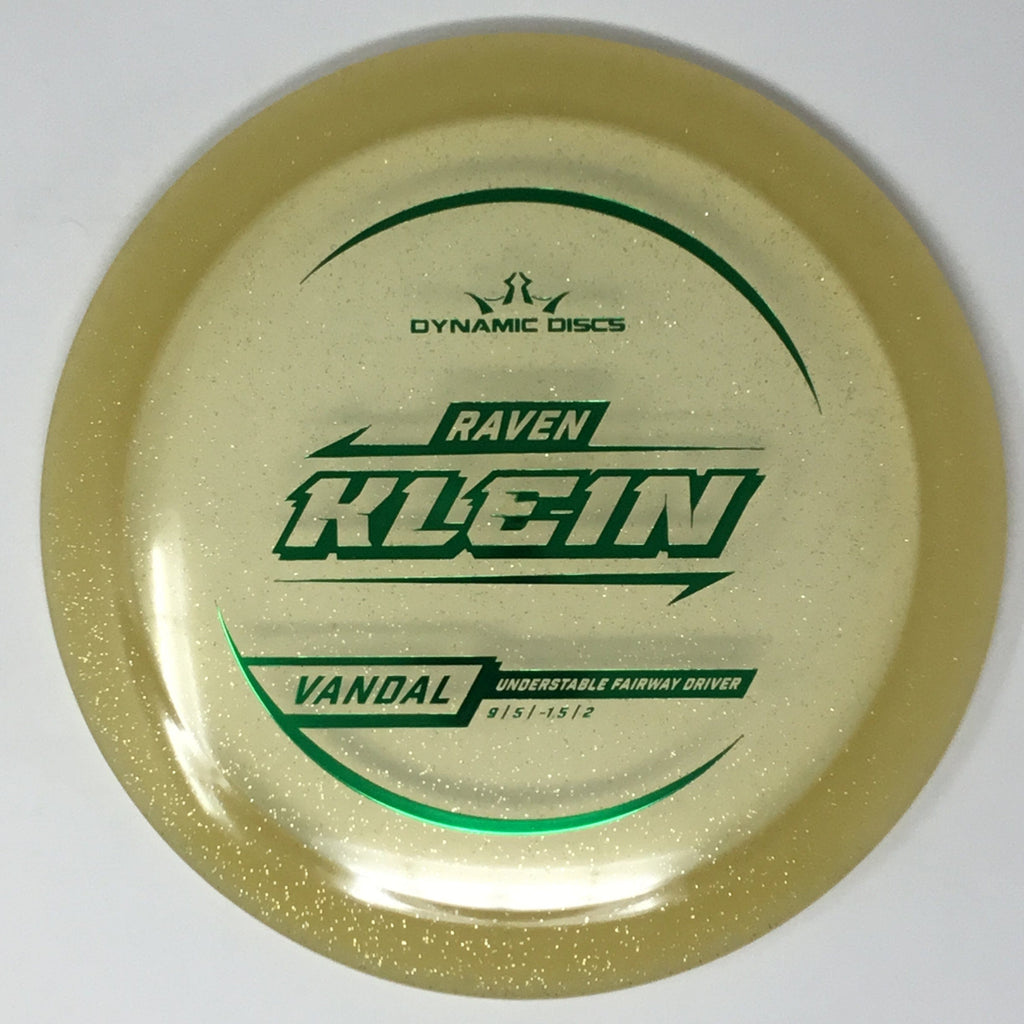 DYNAMIC DISCS
RAVEN
KLEIN
VANDAL
UNDERSTABLE FAIRWAY DRIVER
9 | 5 | -1.5 | 2